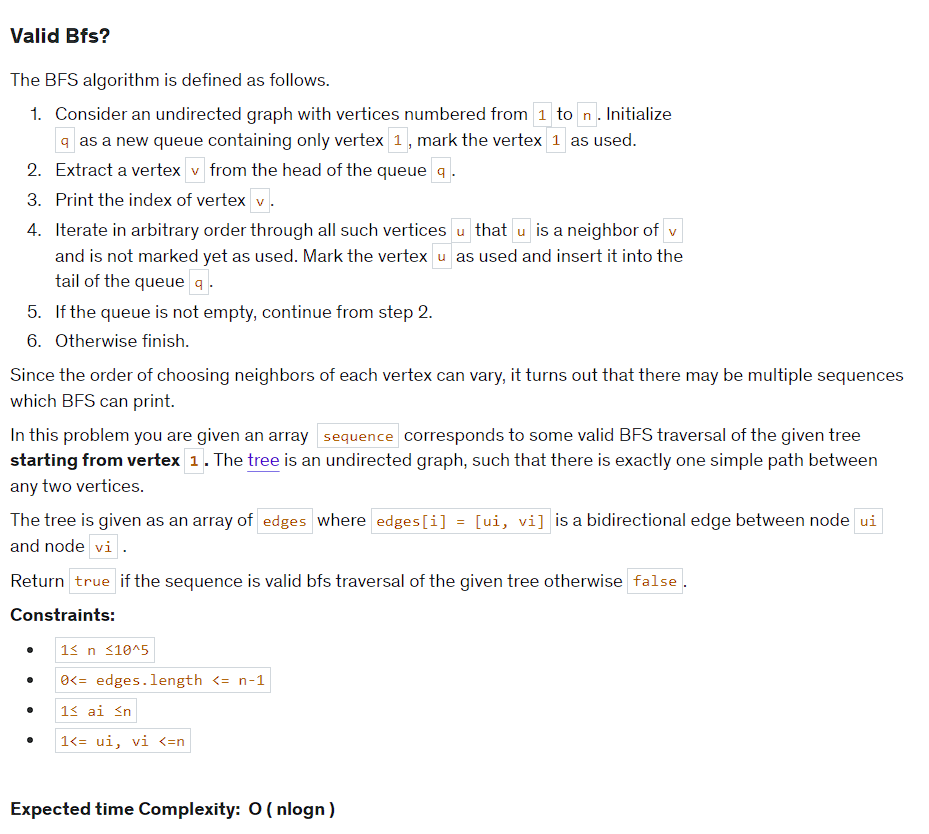 Valid Bfs?
The BFS algorithm is defined as follows.
1. Consider an undirected graph with vertices numbered from 1 to n. Initialize
q as a new queue containing only vertex 1, mark the vertex 1 as used.
2. Extract a vertex v from the head of the queue q.
3. Print the index of vertex v.
4. Iterate in arbitrary order through all such vertices u that u is a neighbor of v
and is not marked yet as used. Mark the vertex u as used and insert it into the
tail of the queue q.
5. If the queue is not empty, continue from step 2.
6. Otherwise finish.
Since the order of choosing neighbors of each vertex can vary, it turns out that there may be multiple sequences
which BFS can print.
In this problem you are given an array sequence corresponds to some valid BFS traversal of the given tree
starting from vertex 1. The tree is an undirected graph, such that there is exactly one simple path between
any two vertices.
The tree is given as an array of edges where edges[i] = [ui, vi] is a bidirectional edge between node ui
and node vi .
Return true if the sequence is valid bfs traversal of the given tree otherwise false.
Constraints:
• 1≤ n ≤10^5
• 0<= edges.length <= n-1
• 1≤ ai ≤n
• 1<= ui, vi <=n
Expected time Complexity: O ( nlogn )